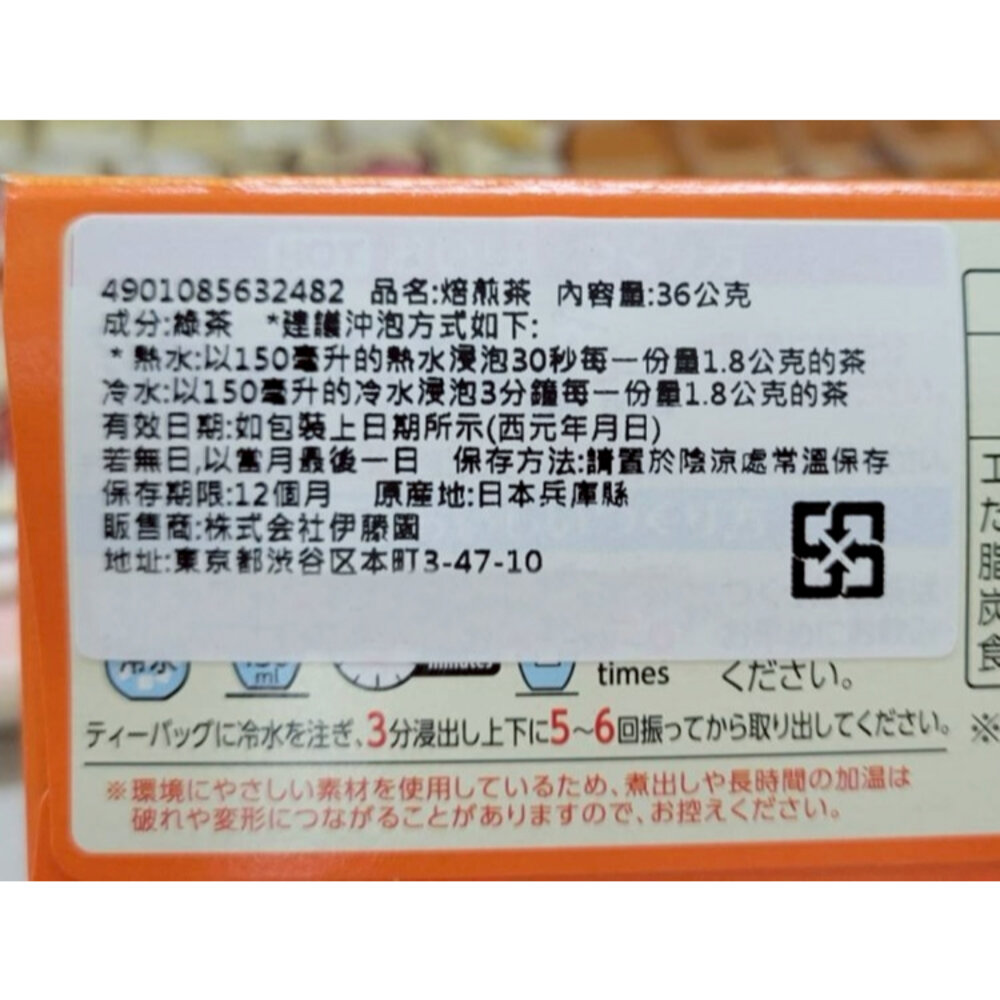 4901085632482 品名:焙煎茶 內容量:36公克
成分:綠茶 *建議沖泡方式如下:
*熱水:以150毫升的熱水浸泡30秒每一份量1.8公克的茶
冷水:以150毫升的冷水浸泡3分鐘每一份量1.8公克的茶
有效日期:如包裝上日期所示(西元年月日)
若無日,以當月最後一日 保存方法:請置於陰涼處常溫保存
保存期限:12個月 原產地:日本兵庫縣
販售商:株式会社伊藤園
地址:東京都渋谷区本町3-47-10
ml
times
ください。
ティーバッグに冷水を注ぎ、3分浸出し上下に5~6回振ってから取り出してください。
※環境にやさしい素材を使用しているため、煮出しや長時間の加温は
破れや変形につながることがありますので、お控えください。
※
た
脂
炭
食